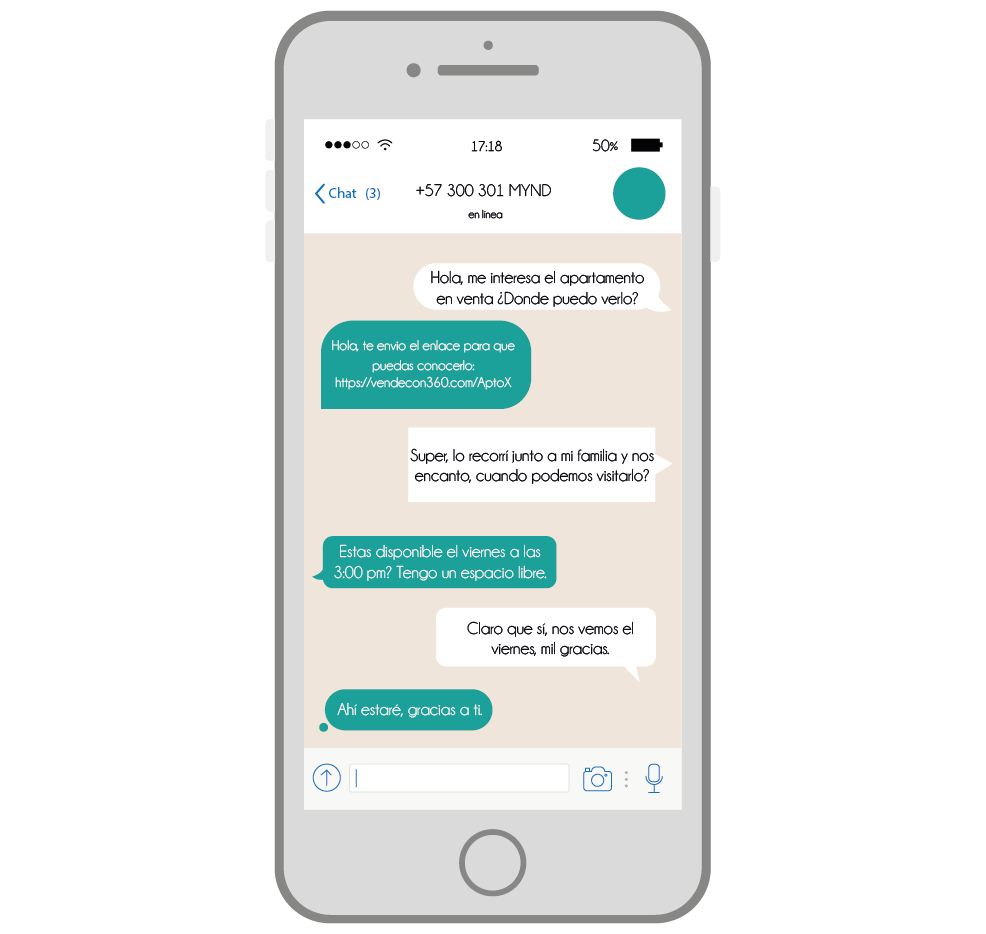 17:18
50%
Chat (3)
+57 300 301 MYND
en linea
Hola, me interesa el apartamento
en venta ¿Donde puedo verlo?
Hola, te envio el enlace para que
puedas conocerlo:
https://vendecon360.com/AptoX
Super, lo recorrí junto a mi familia y nos
encanto, cuando podemos visitarlo?
Estas disponible el viernes a las
3:00 pm? Tengo un espacio libre.
Claro que sí, nos vemos el
viernes, mil gracias.
Ahí estaré, gracias a ti.